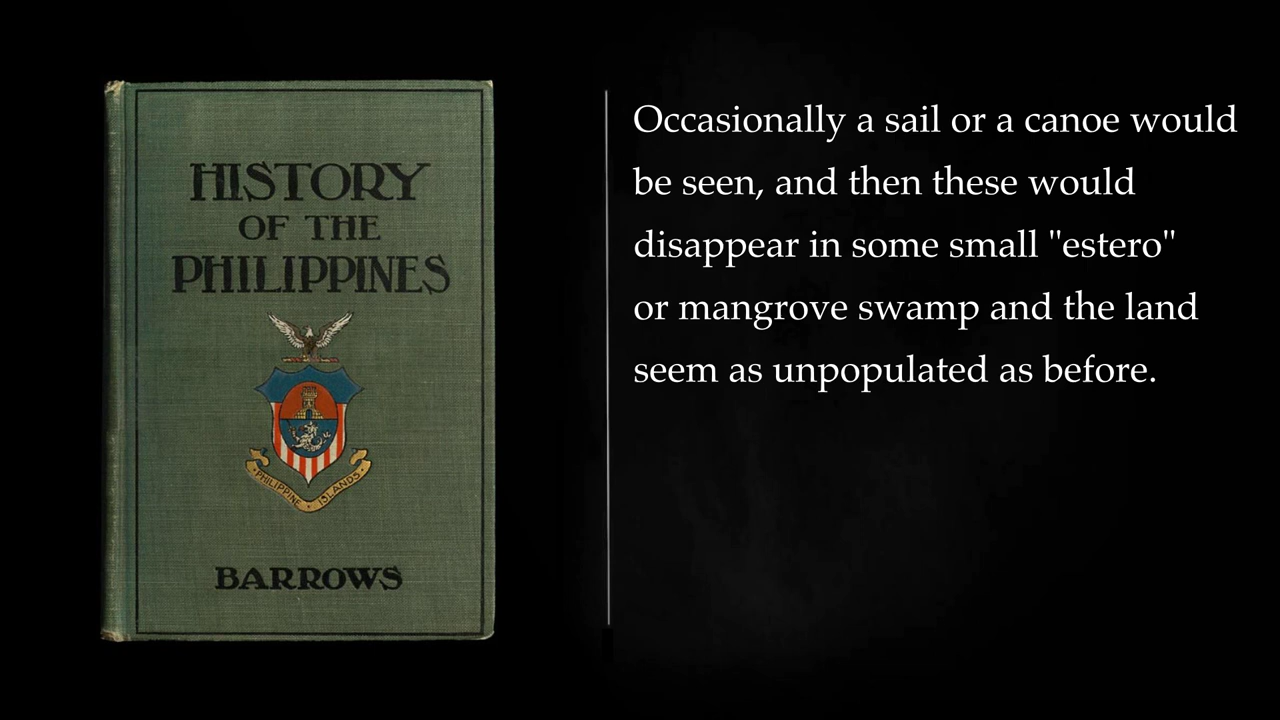 HISTORY
OF THE
PHILIPPINES
PHILIPPINE ISLANDS
BARROWS
Occasionally a sail or a canoe would
be seen, and then these would
disappear in some small "estero"
or mangrove swamp and the land
seem as unpopulated as before.